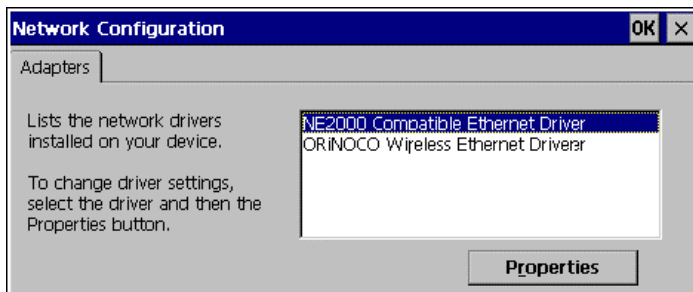 Network Configuration OK ×
Adapters
Lists the network drivers
installed on your device.
To change driver settings,
select the driver and then the
Properties button.
NE2000 Compatible Ethernet Driver
ORiNOCO Wireless Ethernet Driverer
Properties